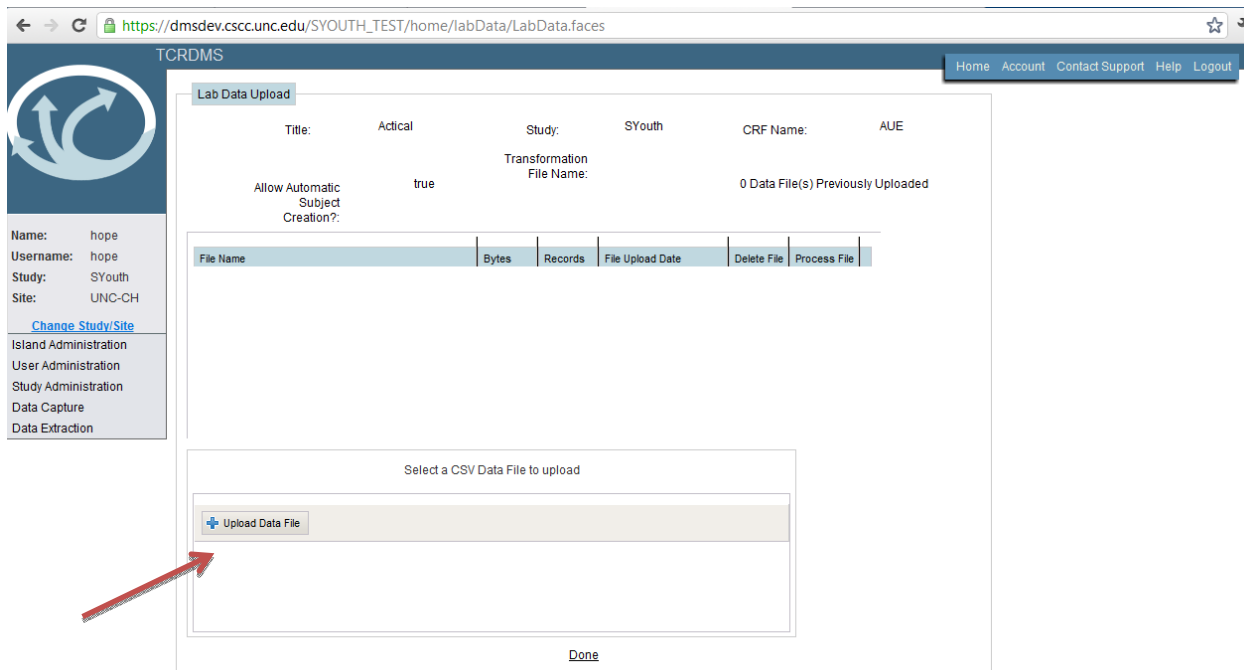 https://dmsdev.cscc.unc.edu/SYOUTH_TEST/home/labData/LabData.faces
TCRDMS
Home Account Contact Support Help Logout
Lab Data Upload
Title: Actical Study: SYouth CRF Name: AUE
Transformation
File Name:
Allow Automatic
Subject
Creation?:
true
0 Data File(s) Previously Uploaded
Name: hope
Username: hope
Study: SYouth
Site: UNC-CH
Change Study/Site
Island Administration
User Administration
Study Administration
Data Capture
Data Extraction
File Name Bytes Records File Upload Date Delete File Process File
Select a CSV Data File to upload
Upload Data File
Done